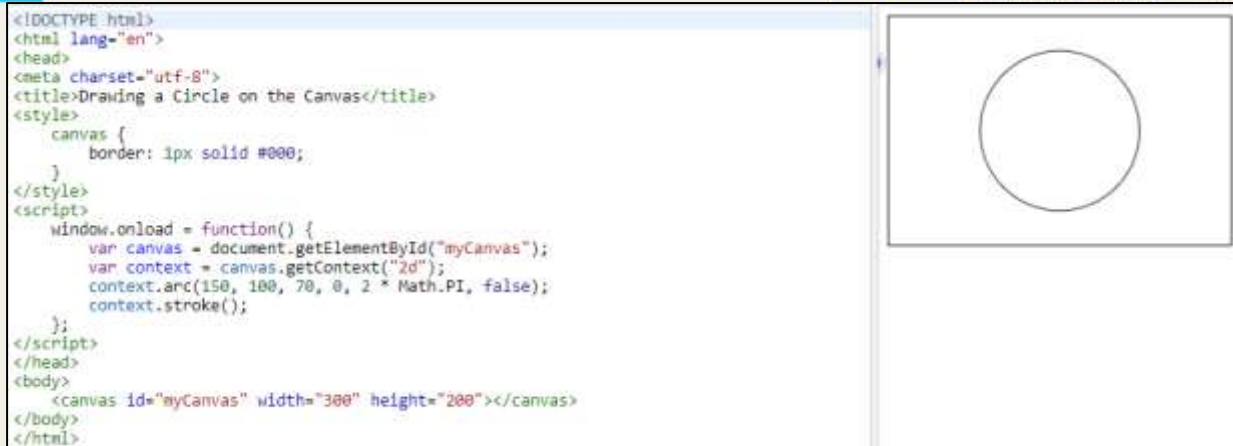 <!DOCTYPE html>
<html lang="en">
<head>
<meta charset="utf-8">
<title>Drawing a Circle on the Canvas</title>
<style>
    canvas {
        border: 1px solid #000;
    }
</style>
<script>
    window.onload = function() {
        var canvas = document.getElementById("myCanvas");
        var context = canvas.getContext("2d");
        context.arc(150, 100, 70, 0, 2 * Math.PI, false);
        context.stroke();
    };
</script>
</head>
<body>
    <canvas id="myCanvas" width="300" height="200"></canvas>
</body>
</html>